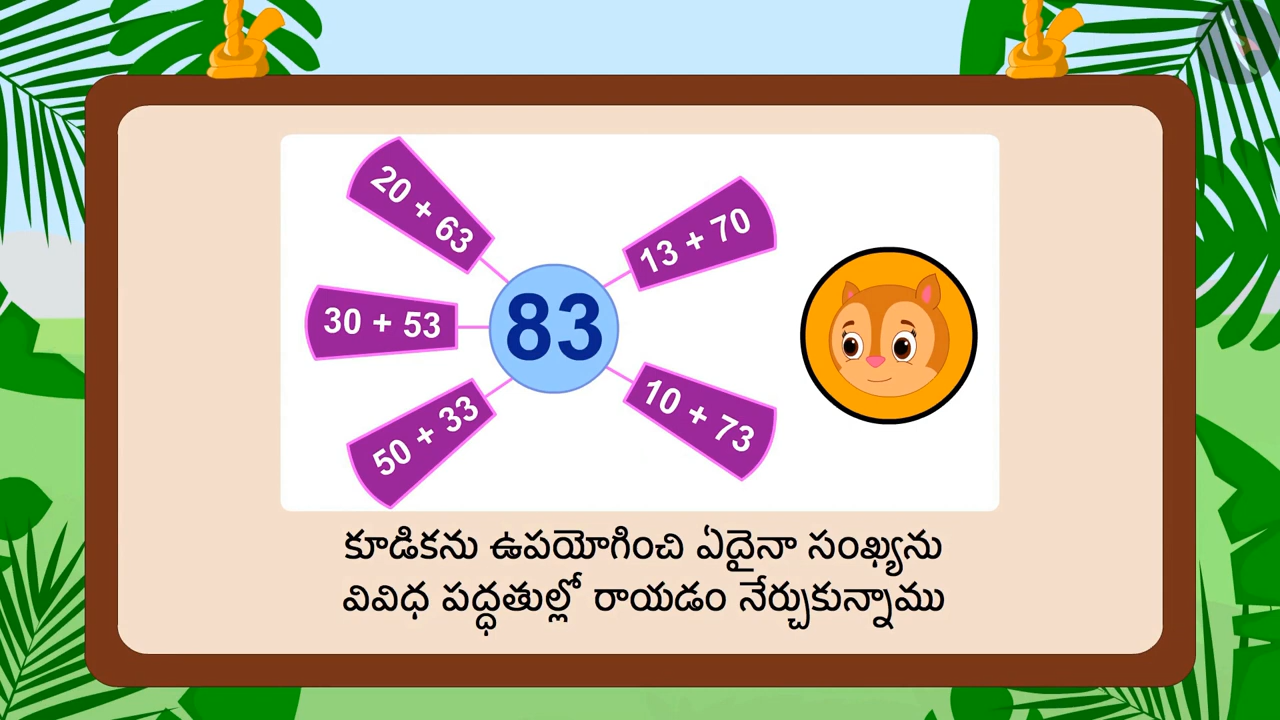 20 + 63
13 + 70
30 + 53
83
50 + 33
10 + 73
కూడికను ఉపయోగించి ఏదైనా సంఖ్యను
వివిధ పద్ధతుల్లో రాయడం నేర్చుకున్నాము